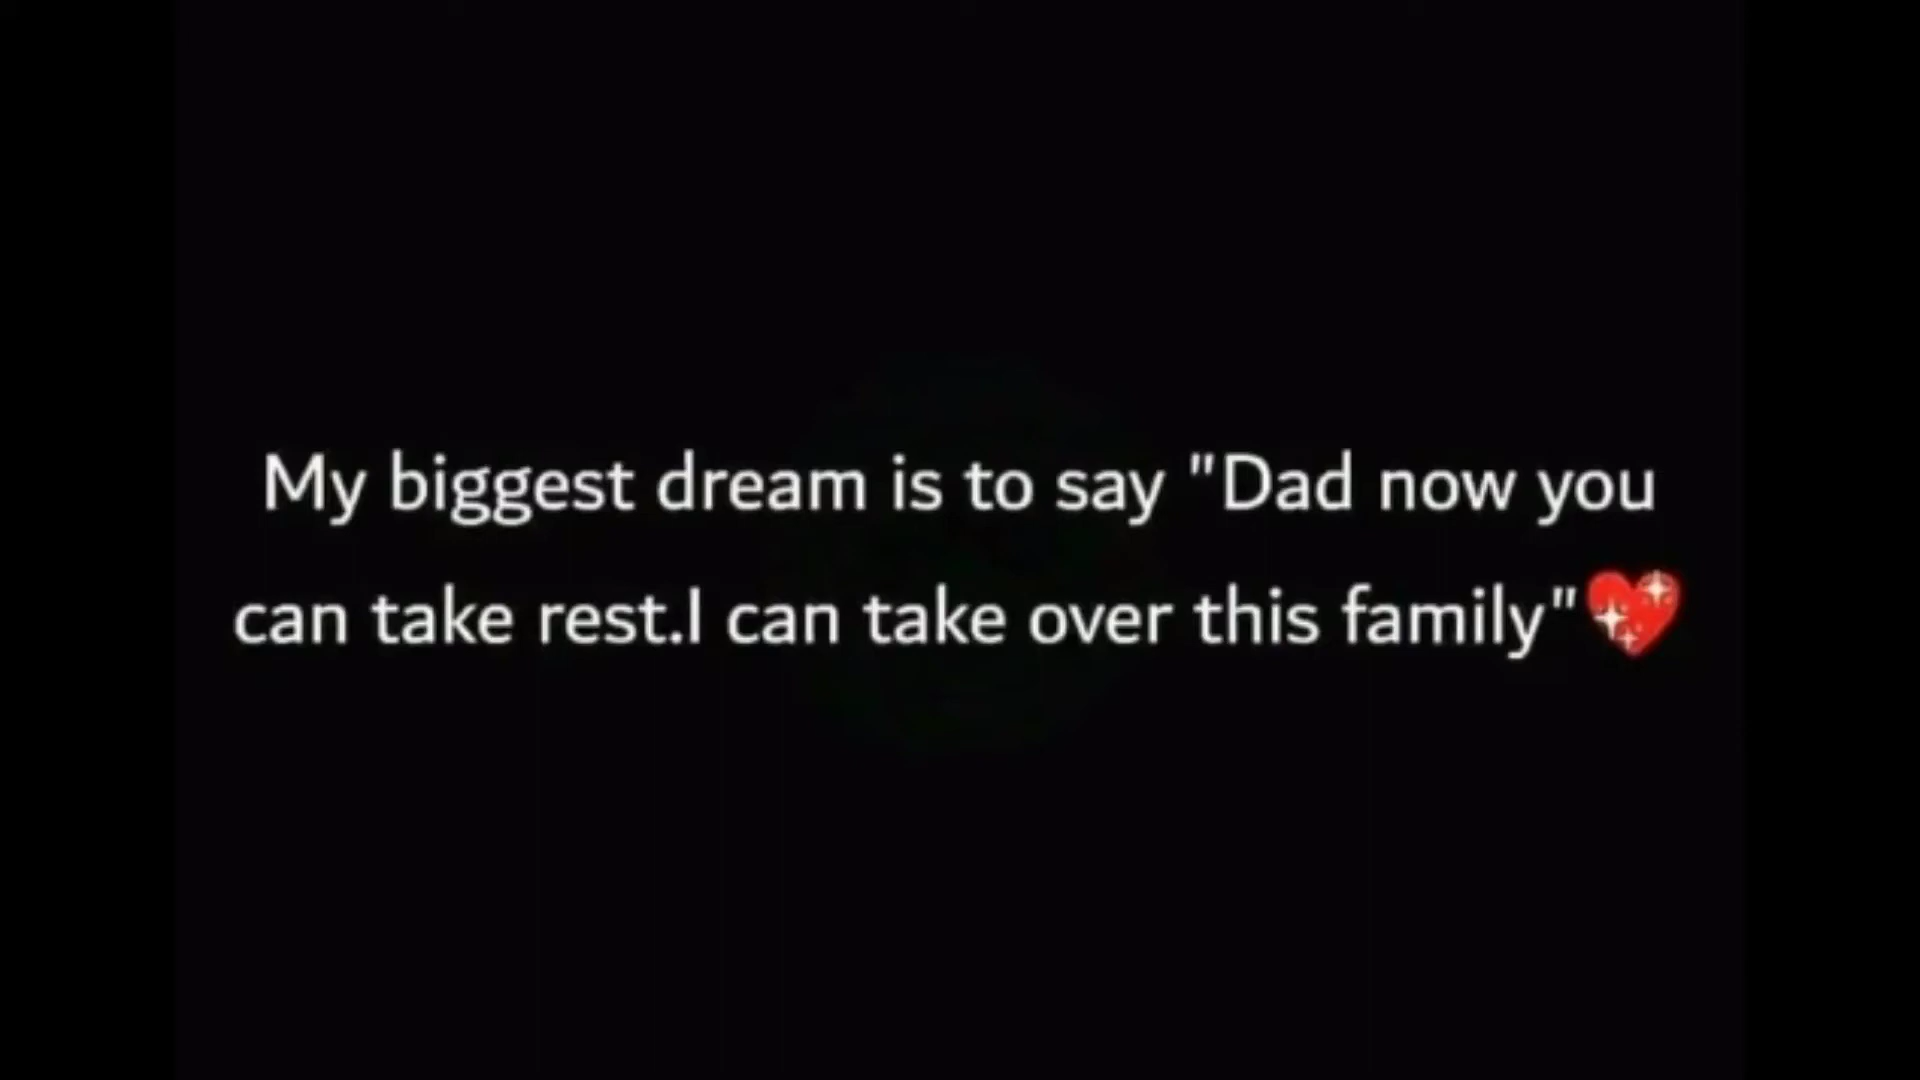 My biggest dream is to say "Dad now you
can take rest.I can take over this family"💖